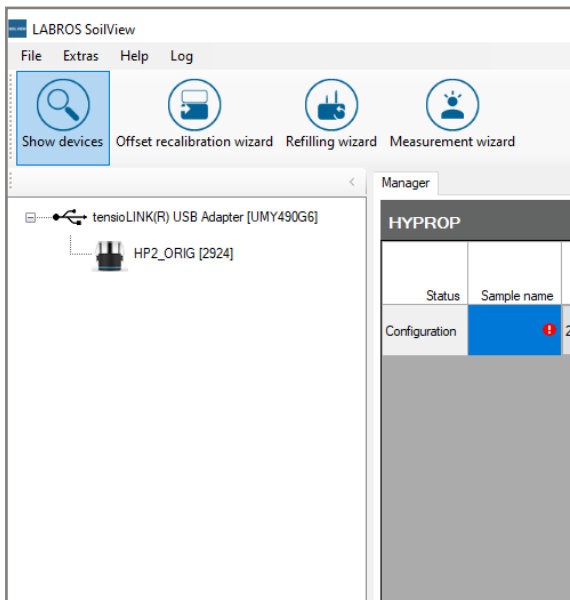 LABROS SoilView
File Extras Help Log
Show devices Offset recalibration wizard Refilling wizard Measurement wizard
Manager
tensioLINK(R) USB Adapter [UMY490G6]
HP2_ORIG [2924]
HYPROP
Status Sample name
Configuration 2